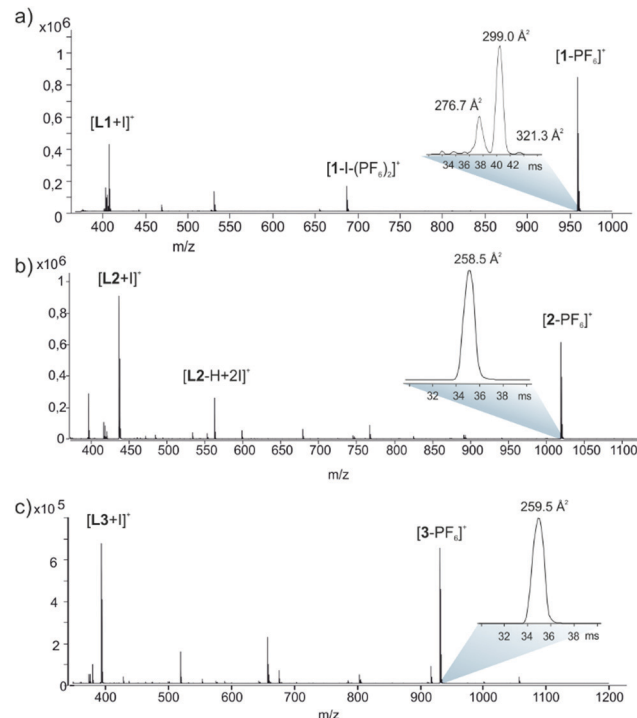 a)
x10⁶
1
0.8
0.6
0.4
0,2
0
[L1+I]⁺
[1-I-(PF₆)₂]⁺
[1-PF₆]⁺
299.0 Å²
276.7 Å²
321.3 Å²
34 36 38 40 42 ms
400 450 500 550 600 650 700 750 800 850 900 950 1000
m/z
b)
x10⁶
1
0.8
0.6
0.4
0,2
0
[L2+I]⁺
[L2-H+2I]⁺
[2-PF₆]⁺
258.5 Å²
32 34 36 38 ms
400 450 500 550 600 650 700 750 800 850 900 950 1000 1050 1100
m/z
c)
x10⁵
6
4
2
0
[L3+I]⁺
[3-PF₆]⁺
259.5 Å²
32 34 36 38 ms
400 500 600 700 800 900 1000 1100 1200
m/z